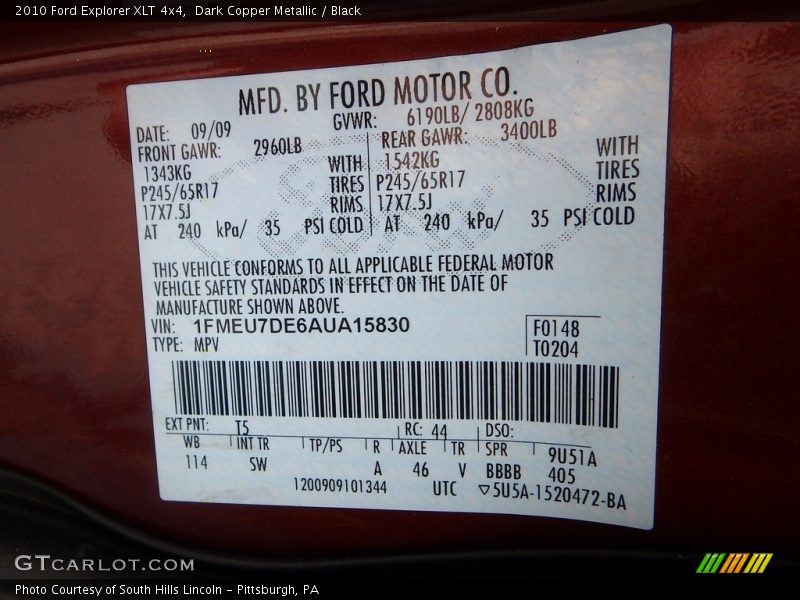 2010 Ford Explorer XLT 4x4,  Dark Copper Metallic / Black
MFD. BY FORD MOTOR CO.
DATE: 09/09 GVWR: 6190LB/ 2808KG
FRONT GAWR: 2960LB REAR GAWR: 3400LB
1343KG WITH 1542KG WITH
P245/65R17 TIRES P245/65R17 TIRES
17X7.5J RIMS 17X7.5J RIMS
AT 240 kPa/ 35 PSI COLD AT 240 kPa/ 35 PSI COLD
THIS VEHICLE CONFORMS TO ALL APPLICABLE FEDERAL MOTOR
VEHICLE SAFETY STANDARDS IN EFFECT ON THE DATE OF
MANUFACTURE SHOWN ABOVE.
VIN: 1FMEU7DE6AUA15830 F0148
TYPE: MPV T0204
EXT PNT: T5 RC: 44 DSO:
WB INT TR TP/PS R AXLE TR SPR 9U51A
114 SW A 46 V BBBB 405
1200909101344 UTC ▽5U5A-1520472-BA
GTCARLOT.COM
Photo Courtesy of South Hills Lincoln - Pittsburgh, PA